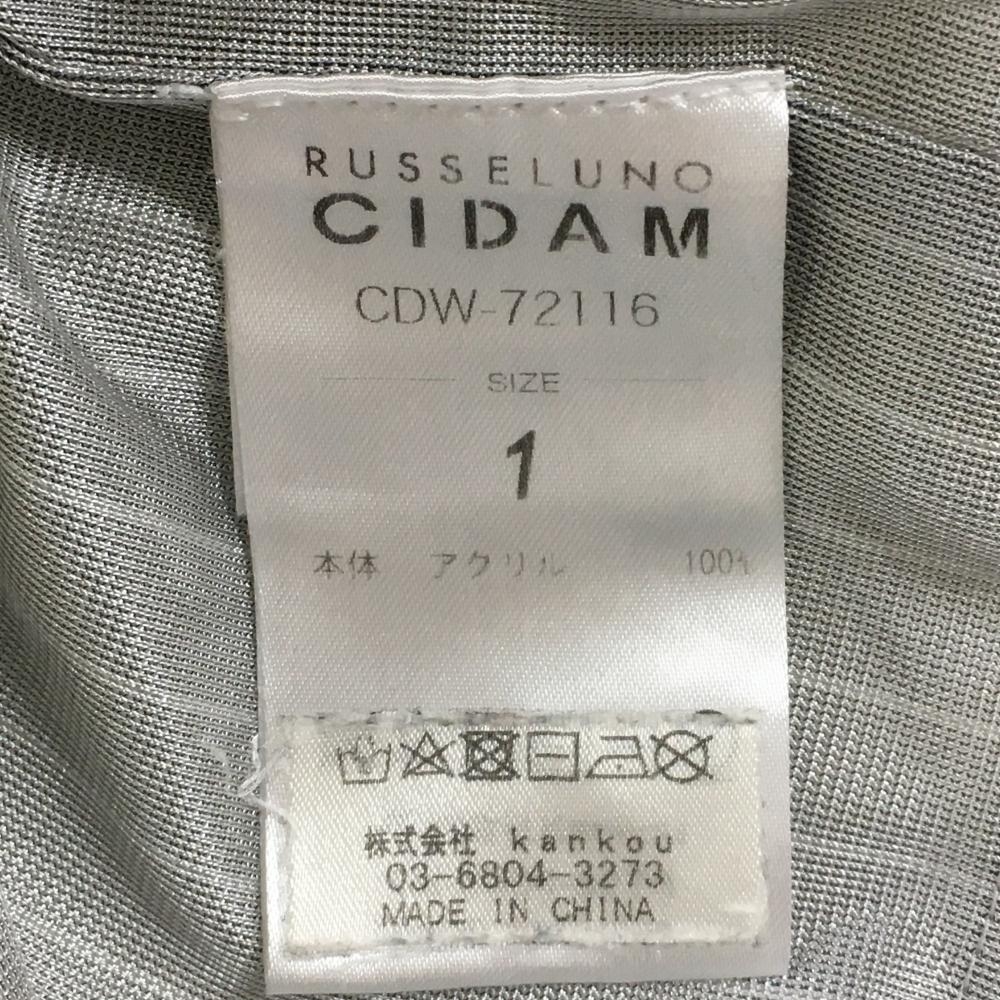 RUSSELUNO
CIDAM
CDW-72116
SIZE
1
本体 アクリル 100%
株式会社 kankou
03-6804-3273
MADE IN CHINA